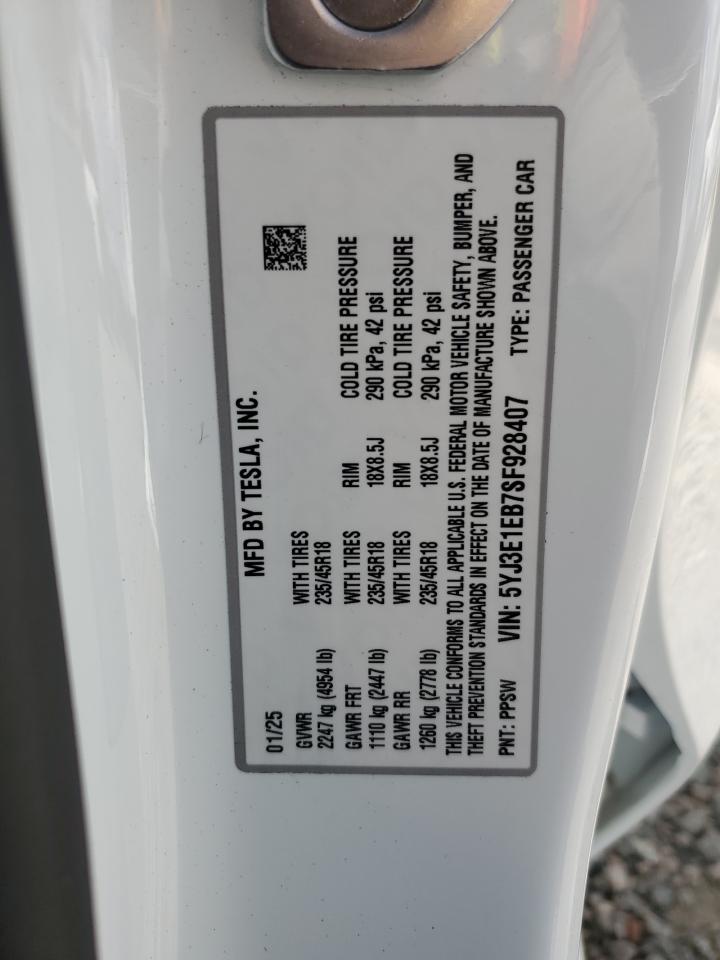 MFD BY TESLA, INC.
01/25
GVWR WITH TIRES RIM COLD TIRE PRESSURE
2247 kg (4954 lb) 235/45R18 18X8.5J 290 kPa, 42 psi
GAWR FRT WITH TIRES RIM COLD TIRE PRESSURE
1110 kg (2447 lb) 235/45R18 18X8.5J 290 kPa, 42 psi
GAWR RR WITH TIRES
1260 kg (2778 lb) 235/45R18
THIS VEHICLE CONFORMS TO ALL APPLICABLE U.S. FEDERAL MOTOR VEHICLE SAFETY, BUMPER, AND
THEFT PREVENTION STANDARDS IN EFFECT ON THE DATE OF MANUFACTURE SHOWN ABOVE.
PNT: PPSW VIN: 5YJ3E1EB7SF928407 TYPE: PASSENGER CAR